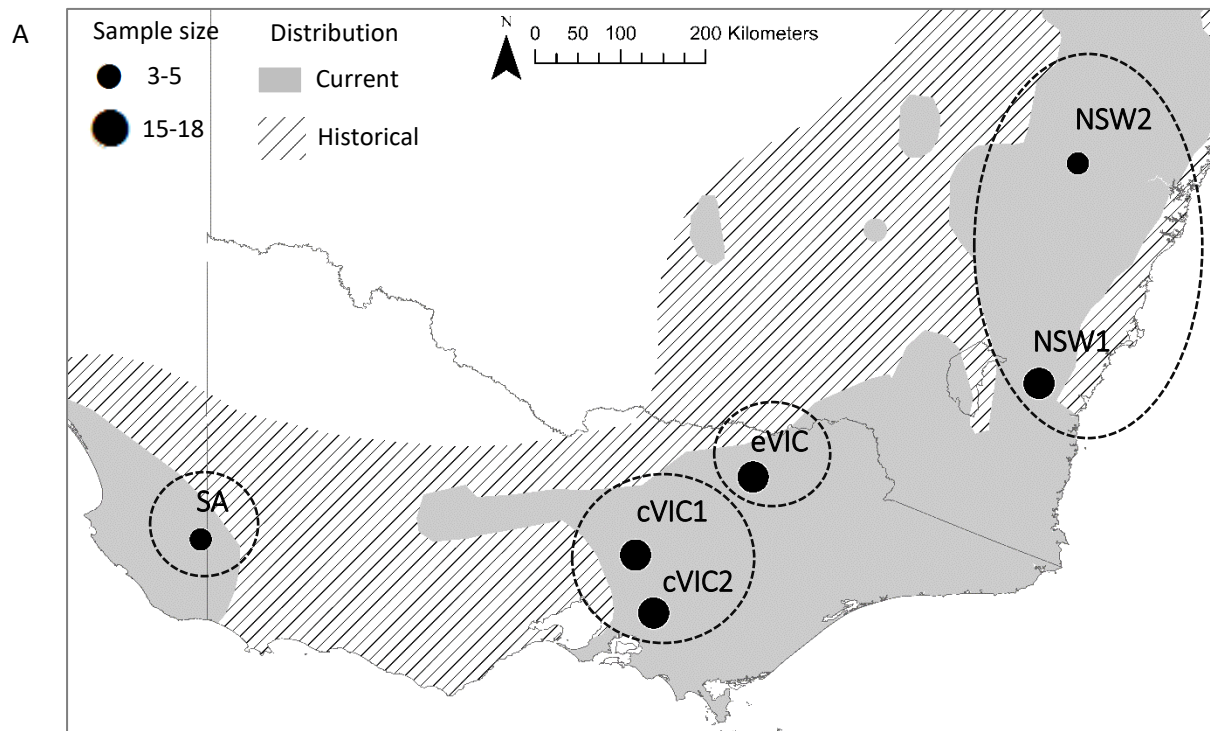 A
Sample size
3-5
15-18
Distribution
Current
Historical
N
0 50 100 200 Kilometers
NSW2
NSW1
eVIC
SA
cVIC1
cVIC2